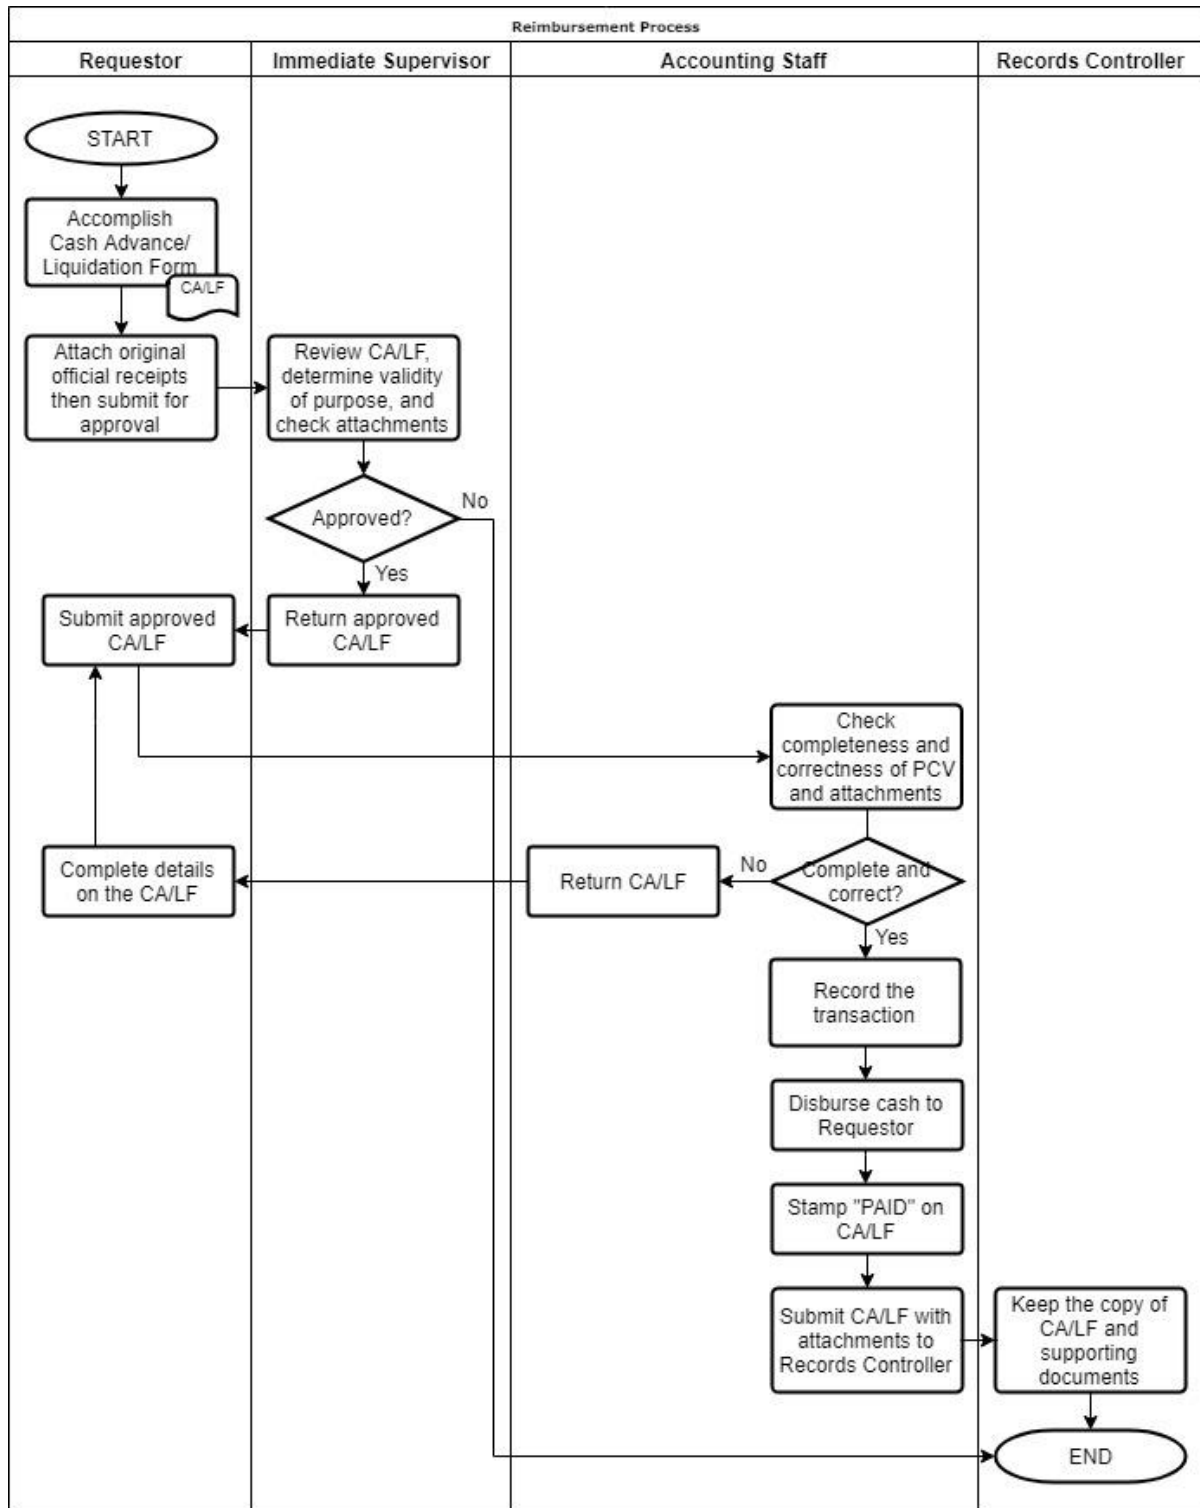 Reimbursement Process
Requestor
Immediate Supervisor
Accounting Staff
Records Controller
START
Accomplish
Cash Advance/
Liquidation Form
CA/LF
Attach original
official receipts
then submit for
approval
Review CA/LF,
determine validity
of purpose, and
check attachments
Approved?
No
Yes
Return approved
CA/LF
Submit approved
CA/LF
Check
completeness and
correctness of PCV
and attachments
Complete and
correct?
No
Return CA/LF
Complete details
on the CA/LF
Yes
Record the
transaction
Disburse cash to
Requestor
Stamp "PAID" on
CA/LF
Submit CA/LF with
attachments to
Records Controller
Keep the copy of
CA/LF and
supporting
documents
END